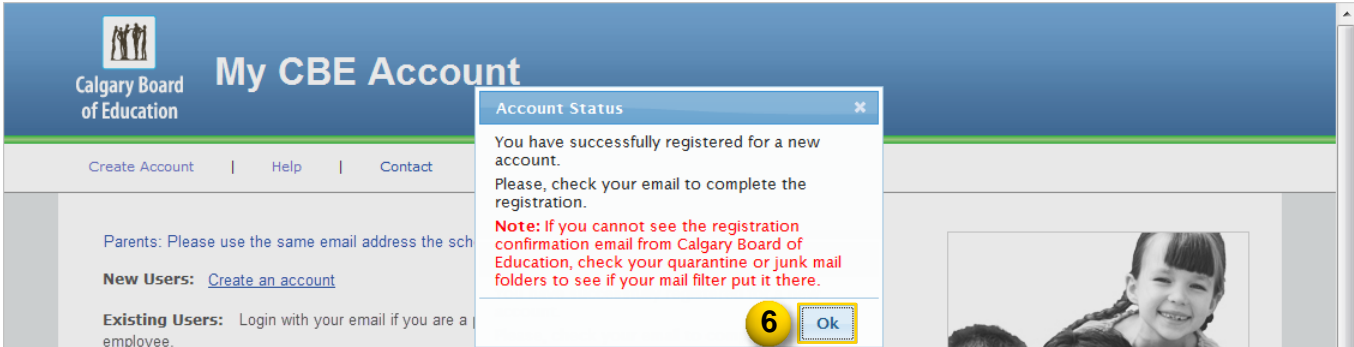 Calgary Board
of Education
My CBE Account
Create Account | Help | Contact
Account Status
You have successfully registered for a new
account.
Please, check your email to complete the
registration.
Note: If you cannot see the registration
confirmation email from Calgary Board of
Education, check your quarantine or junk mail
folders to see if your mail filter put it there.
6 Ok
Parents: Please use the same email address the sch
New Users: Create an account
Existing Users: Login with your email if you are a
employee.